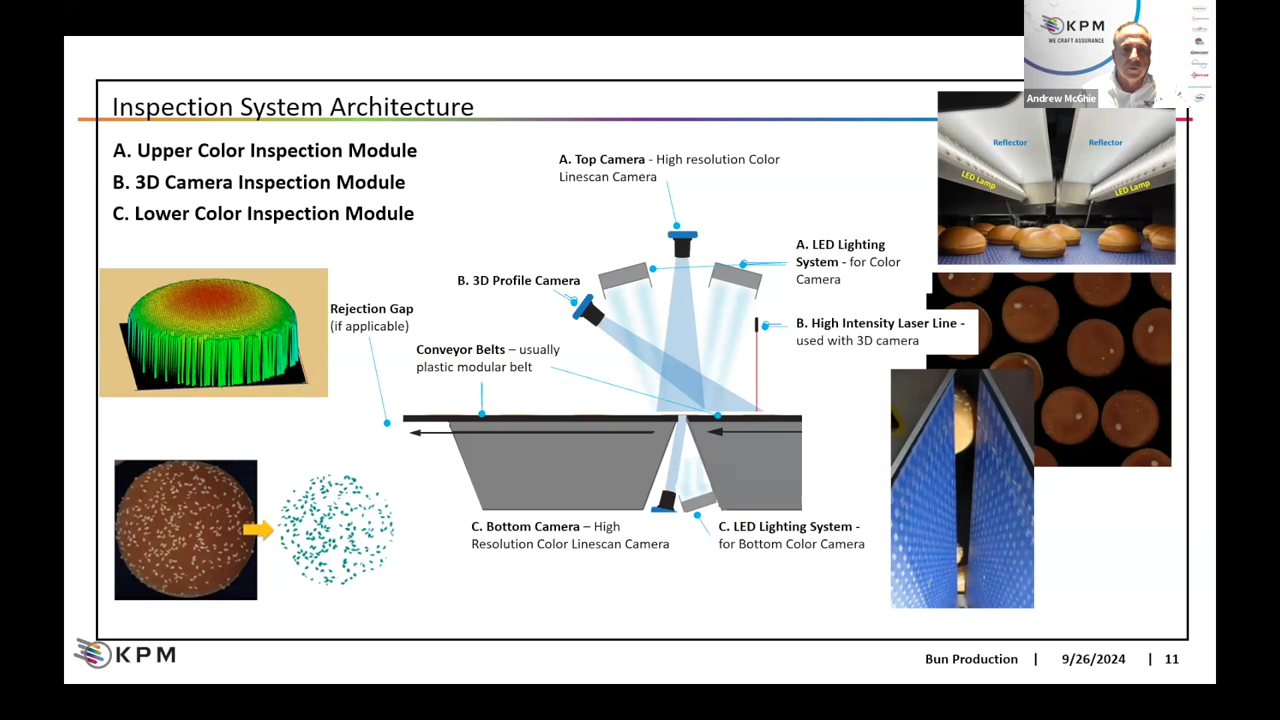 KPM
WE CRAFT ASSURANCE
Andrew McGhie
Inspection System Architecture
A. Upper Color Inspection Module
B. 3D Camera Inspection Module
C. Lower Color Inspection Module
A. Top Camera - High resolution Color
Linescan Camera
A. LED Lighting
System - for Color
Camera
B. 3D Profile Camera
B. High Intensity Laser Line -
used with 3D camera
Rejection Gap
(if applicable)
Conveyor Belts – usually
plastic modular belt
C. Bottom Camera – High
Resolution Color Linescan Camera
C. LED Lighting System -
for Bottom Color Camera
Reflector
Reflector
LED Lamp
LED Lamp
KPM
Bun Production | 9/26/2024 | 11